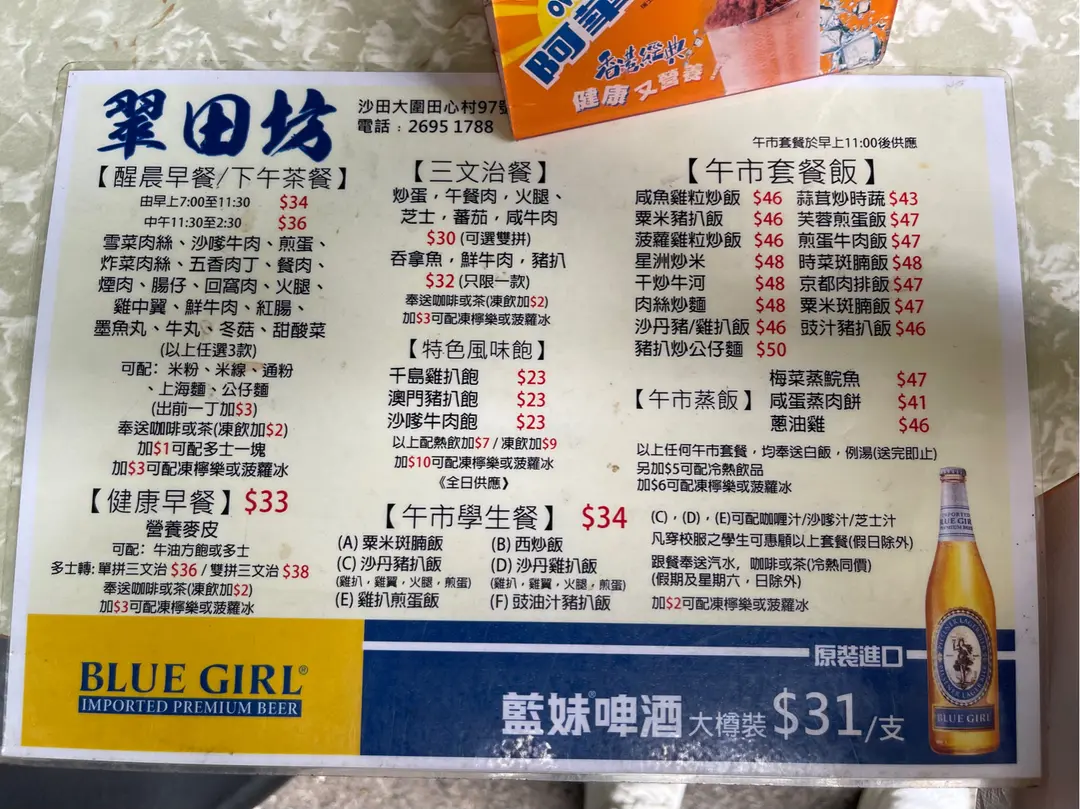 阿華
香港經典
健康又營養
翠田坊
沙田大圍田心村97號
電話：2695 1788
【醒晨早餐/下午茶餐】
由早上7:00至11:30 $34
中午11:30至2:30 $36
雪菜肉絲、沙嗲牛肉、煎蛋、
炸菜肉絲、五香肉丁、餐肉、
煙肉、腸仔、回窩肉、火腿、
雞中翼、鮮牛肉、紅腸、
墨魚丸、牛丸、冬菇、甜酸菜
(以上任選3款)
可配：米粉、米線、通粉
、上海麵、公仔麵
(出前一丁加$3)
奉送咖啡或茶(凍飲加$2)
加$1可配多士一塊
加$3可配凍檸樂或菠蘿冰
【健康早餐】$33
營養麥皮
可配：牛油方飽或多士
多士轉:單拼三文治 $36 / 雙拼三文治 $38
奉送咖啡或茶(凍飲加$2)
加$3可配凍檸樂或菠蘿冰
【三文治餐】
炒蛋，午餐肉，火腿、
芝士，蕃茄，咸牛肉
$30 (可選雙拼)
吞拿魚，鮮牛肉，豬扒
$32 (只限一款)
奉送咖啡或茶(凍飲加$2)
加$3可配凍檸樂或菠蘿冰
【特色風味飽】
千島雞扒飽 $23
澳門豬扒飽 $23
沙嗲牛肉飽 $23
以上配熱飲加$7 / 凍飲加$9
加$10可配凍檸樂或菠蘿冰
《全日供應》
午市套餐於早上11:00後供應
【午市套餐飯】
咸魚雞粒炒飯 $46 蒜茸炒時蔬 $43
粟米豬扒飯 $46 芙蓉煎蛋飯 $47
菠蘿雞粒炒飯 $46 煎蛋牛肉飯 $47
星洲炒米 $48 時菜斑腩飯 $48
干炒牛河 $48 京都肉排飯 $47
肉絲炒麵 $48 粟米斑腩飯 $47
沙丹豬/雞扒飯 $46 豉汁豬扒飯 $46
豬扒炒公仔麵 $50
【午市蒸飯】
梅菜蒸鯇魚 $47
咸蛋蒸肉餅 $41
蔥油雞 $46
以上任何午市套餐，均奉送白飯，例湯(送完即止)
另加$5可配冷熱飲品
加$6可配凍檸樂或菠蘿冰
【午市學生餐】 $34
(A) 粟米斑腩飯 (B) 西炒飯
(C) 沙丹豬扒飯 (D) 沙丹雞扒飯
(雞扒，雞翼，火腿，煎蛋) (雞扒，雞翼，火腿，煎蛋)
(E) 雞扒煎蛋飯 (F) 豉油汁豬扒飯
(C)，(D)，(E)可配咖喱汁/沙嗲汁/芝士汁
凡穿校服之學生可惠顧以上套餐(假日除外)
跟餐奉送汽水，咖啡或茶(冷熱同價)
(假期及星期六，日除外)
加$2可配凍檸樂或菠蘿冰
BLUE GIRL®
IMPORTED PREMIUM BEER
原裝進口
藍妹®啤酒 大樽裝 $31/支
BLUE GIRL